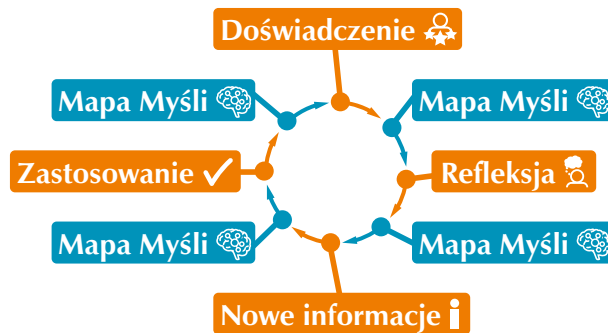 Doświadczenie
Mapa Myśli
Mapa Myśli
Zastosowanie
Refleksja
Mapa Myśli
Mapa Myśli
Nowe informacje